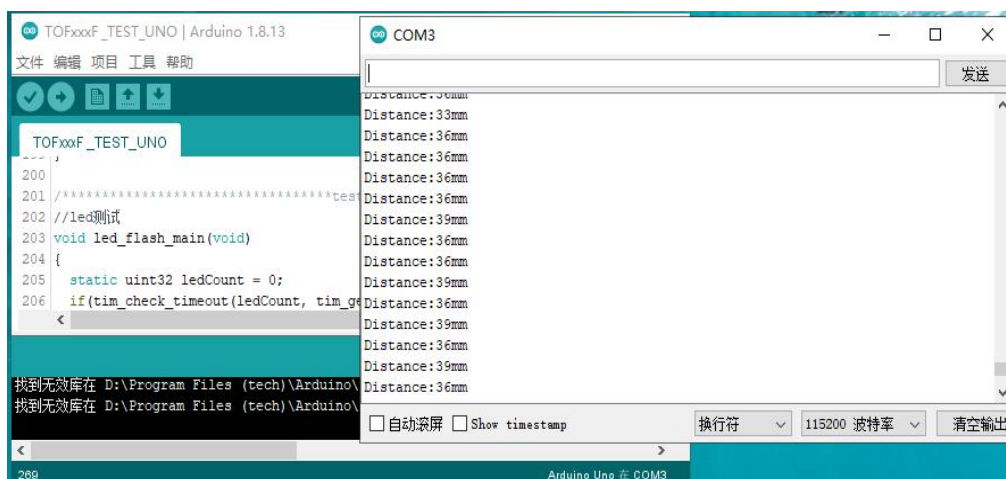 TOFxxxF_TEST_UNO | Arduino 1.8.13
文件 编辑 项目 工具 帮助
TOFxxxF_TEST_UNO
200
201 /**********************************test
202 //led测试
203 void led_flash_main(void)
204 {
205 static uint32 ledCount = 0;
206 if(tim_check_timeout(ledCount, tim_ge
找到无效库在 D:\Program Files (tech)\Arduino\
找到无效库在 D:\Program Files (tech)\Arduino\
269
Arduino Uno 在 COM3
COM3
发送
Distance:36mm
Distance:33mm
Distance:36mm
Distance:36mm
Distance:36mm
Distance:36mm
Distance:39mm
Distance:36mm
Distance:36mm
Distance:39mm
Distance:36mm
Distance:39mm
Distance:36mm
Distance:39mm
Distance:36mm
自动滚屏 Show timestamp
换行符
115200 波特率
清空输出